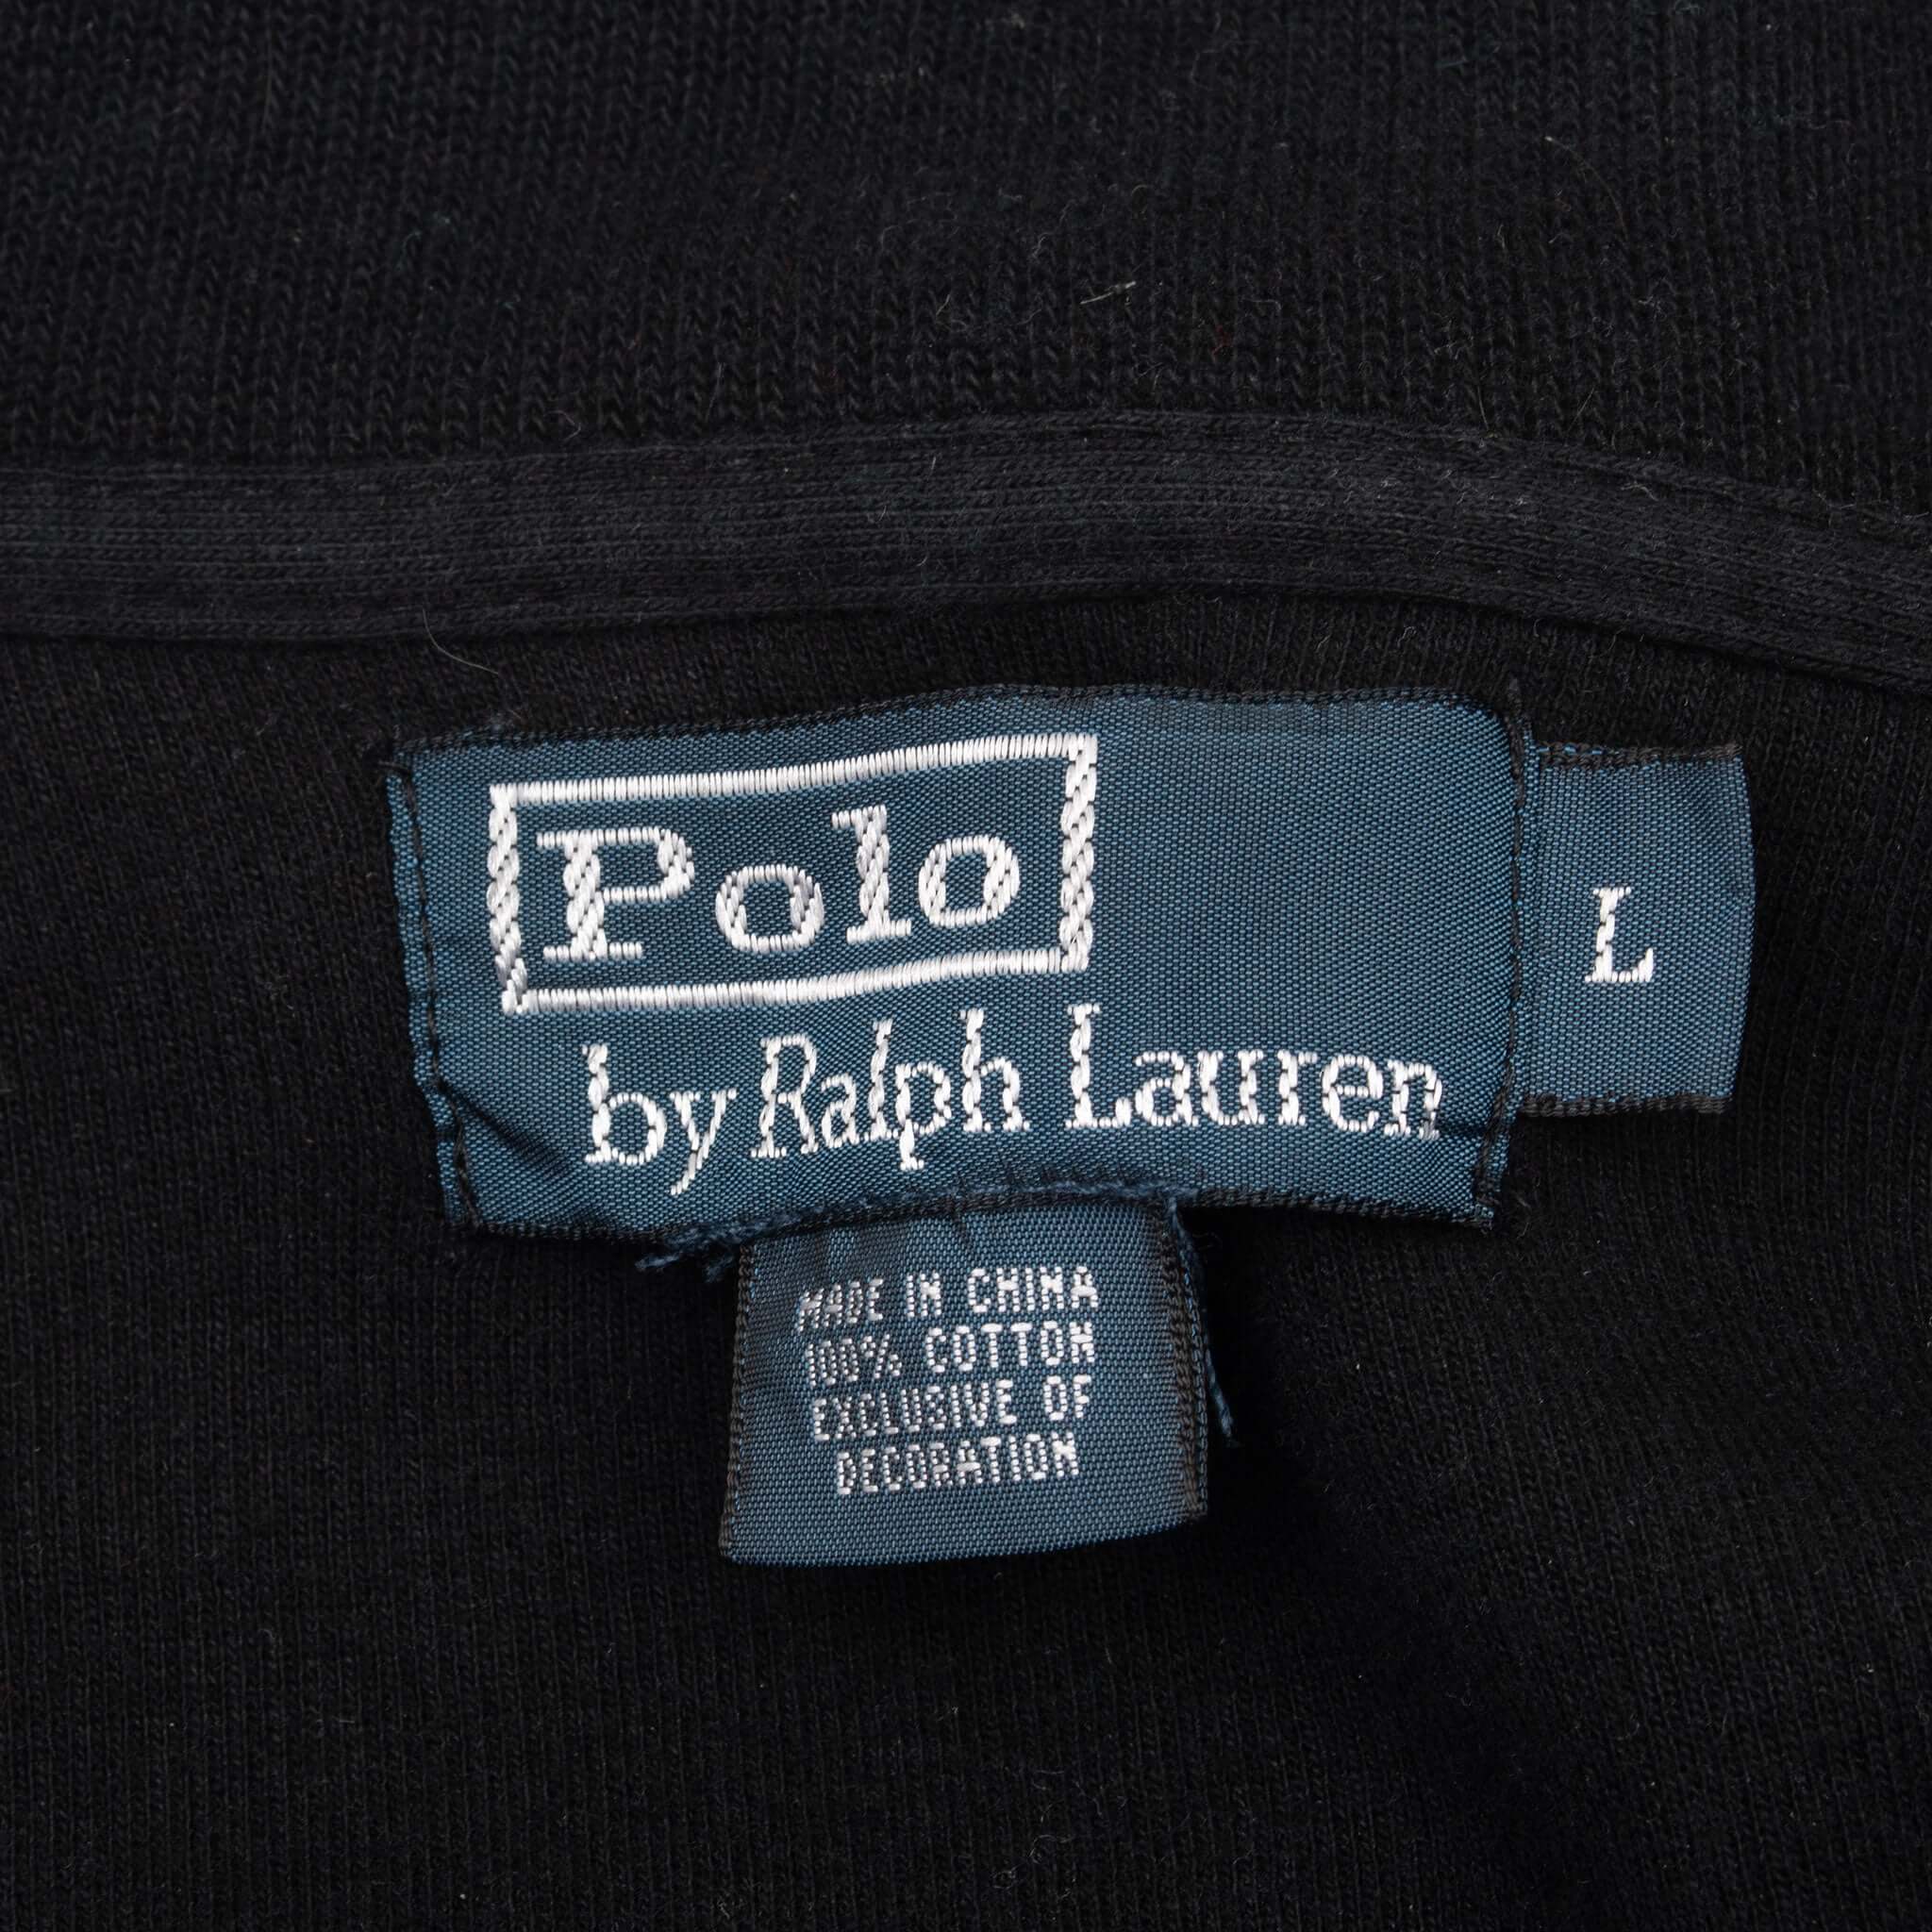 Polo
by Ralph Lauren
L
MADE IN CHINA
100% COTTON
EXCLUSIVE OF
DECORATION